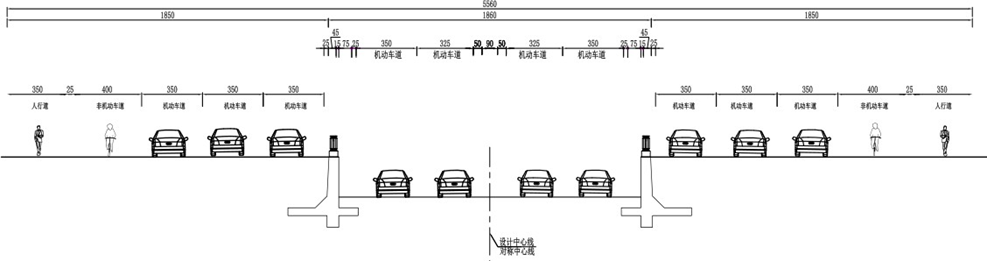 5560
1850 1860 1850
45 45
25 15 75 25 350 325 50 90 50 325 350 25 75 15 25
机动车道 机动车道 机动车道 机动车道
350 25 400 350 350 350 350 350 350 400 25 350
人行道 非机动车道 机动车道 机动车道 机动车道 机动车道 机动车道 机动车道 非机动车道 人行道
设计中心线
对称中心线